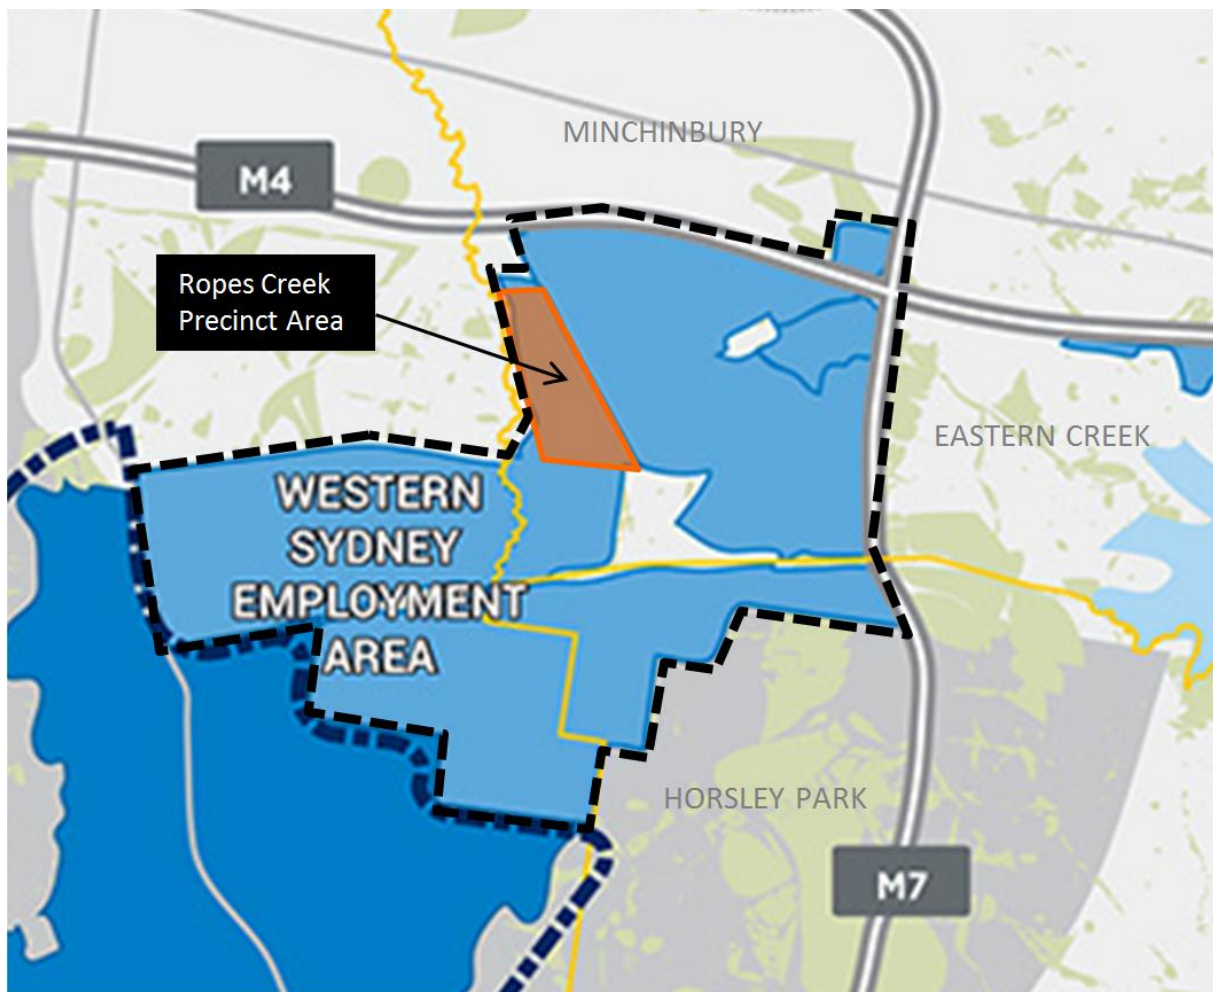 MINCHINBURY
M4
Ropes Creek
Precinct Area
EASTERN CREEK
WESTERN
SYDNEY
EMPLOYMENT
AREA
HORSLEY PARK
M7